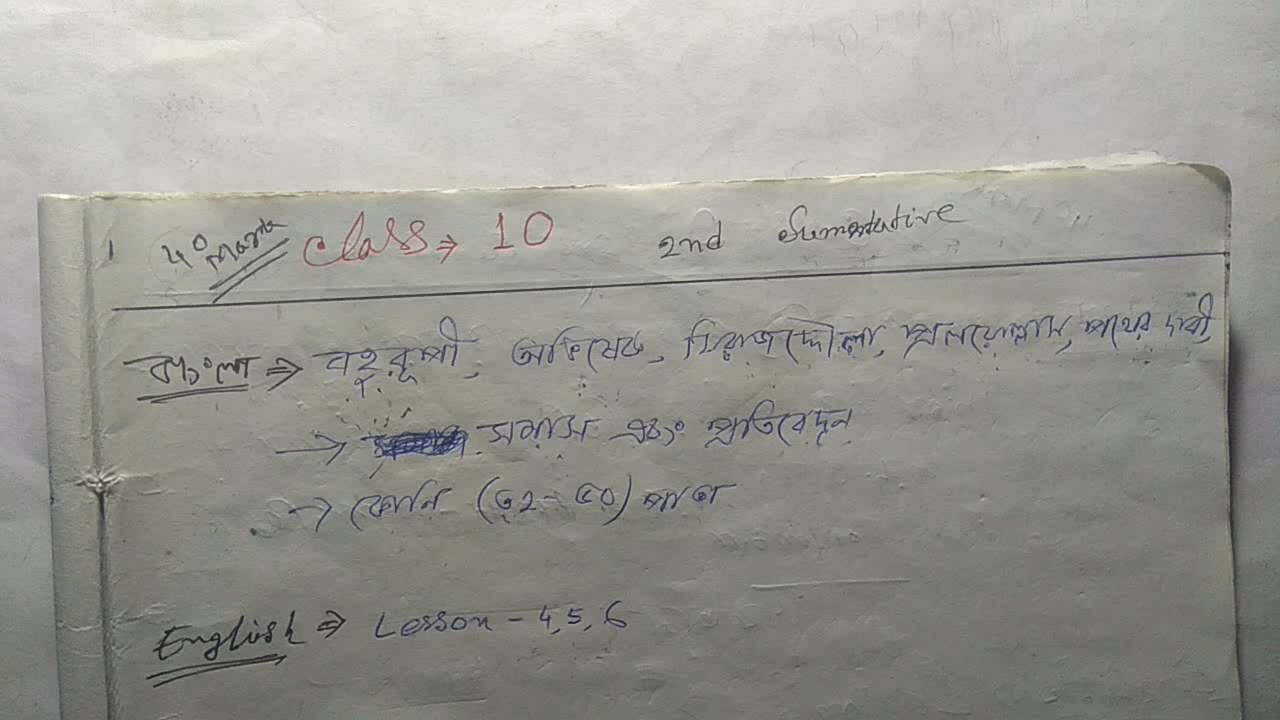 40 Marks Class ⇒ 10 2nd Summative
বাংলা ⇒ বহুরূপী, অভিষেক, সিরাজদ্দৌলা, প্রলয়োল্লাস, পথের দাবী,
→ সমাস এবং প্রতিবেদন
→ কোনি (৩২ - ৫০) পাতা
English ⇒ Lesson - 4, 5, 6